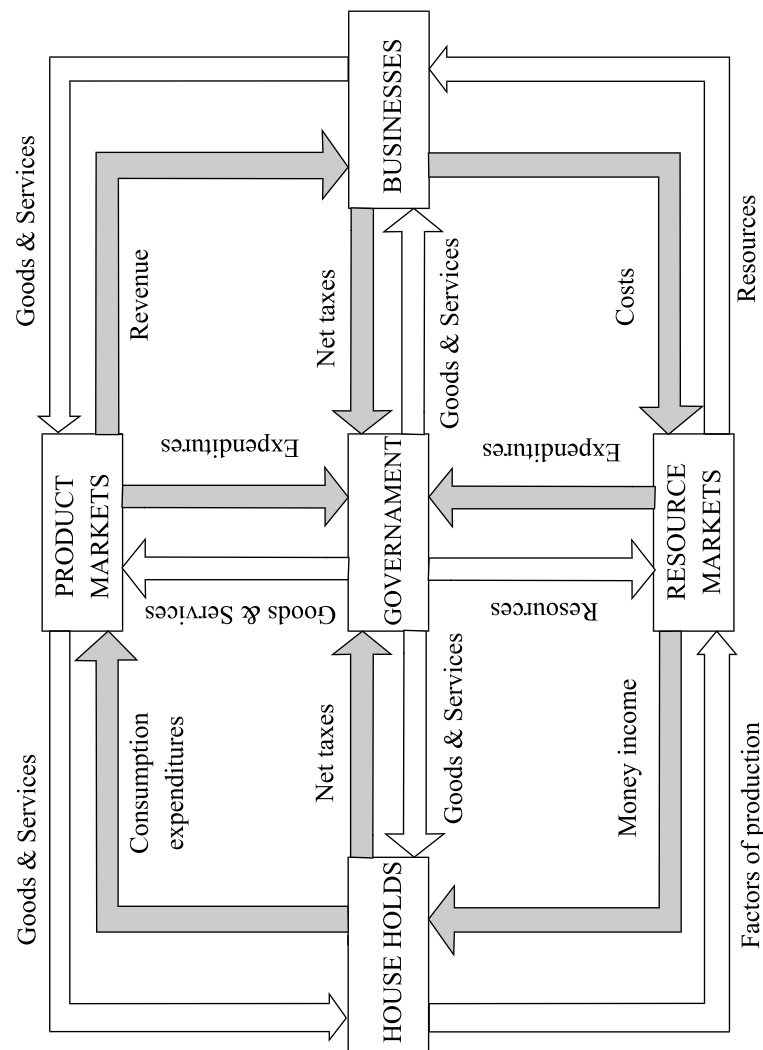 Goods & Services
Goods & Services
PRODUCT
MARKETS
Consumption
expenditures
Revenue
Goods & Services
Expenditures
Net taxes
Net taxes
HOUSE HOLDS
GOVERNAMENT
BUSINESSES
Goods & Services
Goods & Services
Resources
Expenditures
Money income
Costs
RESOURCE
MARKETS
Factors of production
Resources